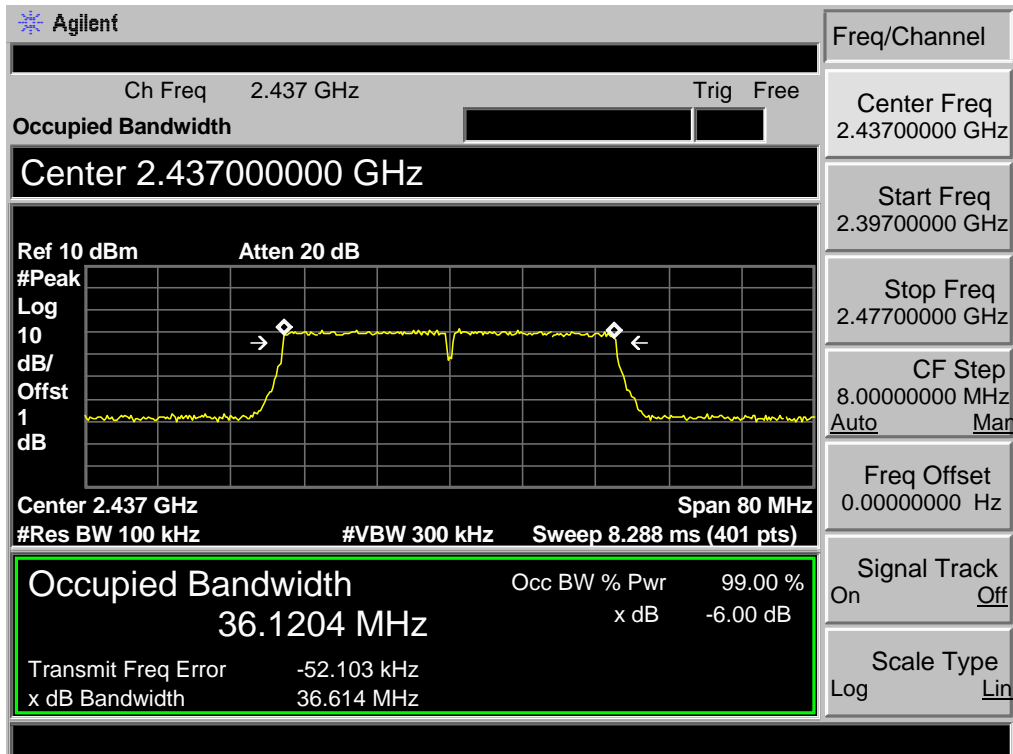 Agilent
Freq/Channel
Ch Freq 2.437 GHz Trig Free
Occupied Bandwidth
Center 2.437000000 GHz
Ref 10 dBm Atten 20 dB
#Peak
Log
10
dB/
Offst
1
dB
Center 2.437 GHz Span 80 MHz
#Res BW 100 kHz #VBW 300 kHz Sweep 8.288 ms (401 pts)
Occupied Bandwidth Occ BW % Pwr 99.00 %
36.1204 MHz x dB -6.00 dB
Transmit Freq Error -52.103 kHz
x dB Bandwidth 36.614 MHz
Center Freq
2.43700000 GHz
Start Freq
2.39700000 GHz
Stop Freq
2.47700000 GHz
CF Step
8.00000000 MHz
Auto Man
Freq Offset
0.00000000 Hz
Signal Track
On Off
Scale Type
Log Lin